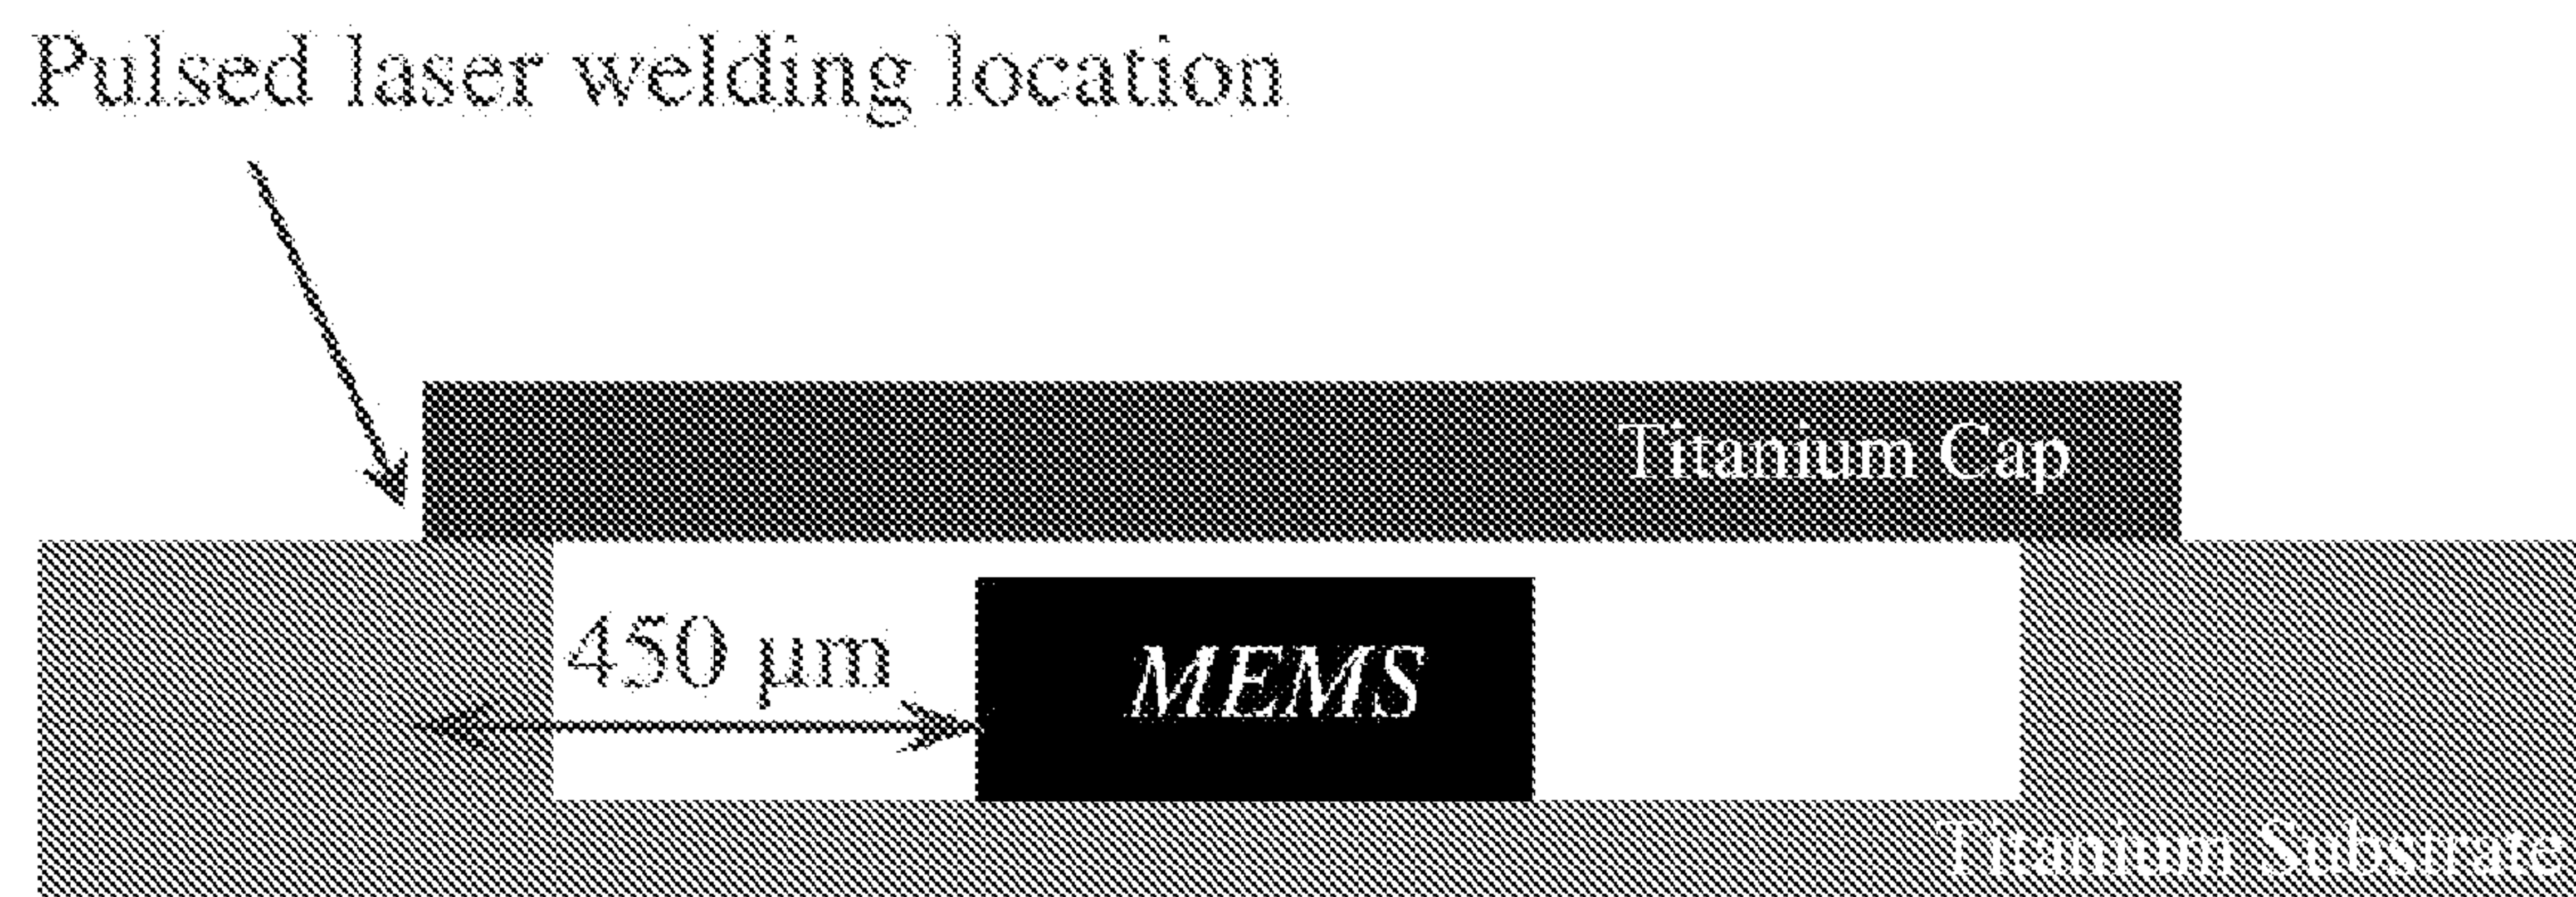 Pulsed laser welding location
Titanium Cap
450 µm
MEMS
Titanium Substrate